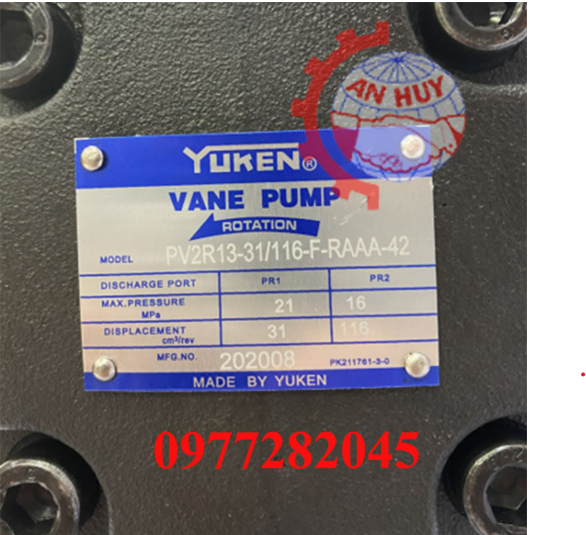 AN HUY
YUKEN®
VANE PUMP
ROTATION
MODEL PV2R13-31/116-F-RAAA-42
DISCHARGE PORT PR1 PR2
MAX.PRESSURE MPa 21 16
DISPLACEMENT cm³/rev 31 116
MFG.NO. 202008 PK211761-3-0
MADE BY YUKEN
0977282045